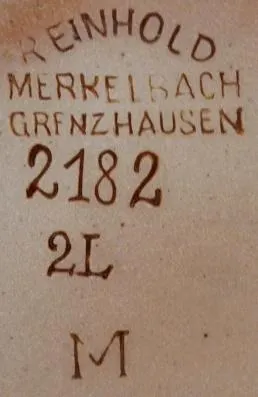 REINHOLD
MERKELBACH
GRENZHAUSEN
2182
2L
M